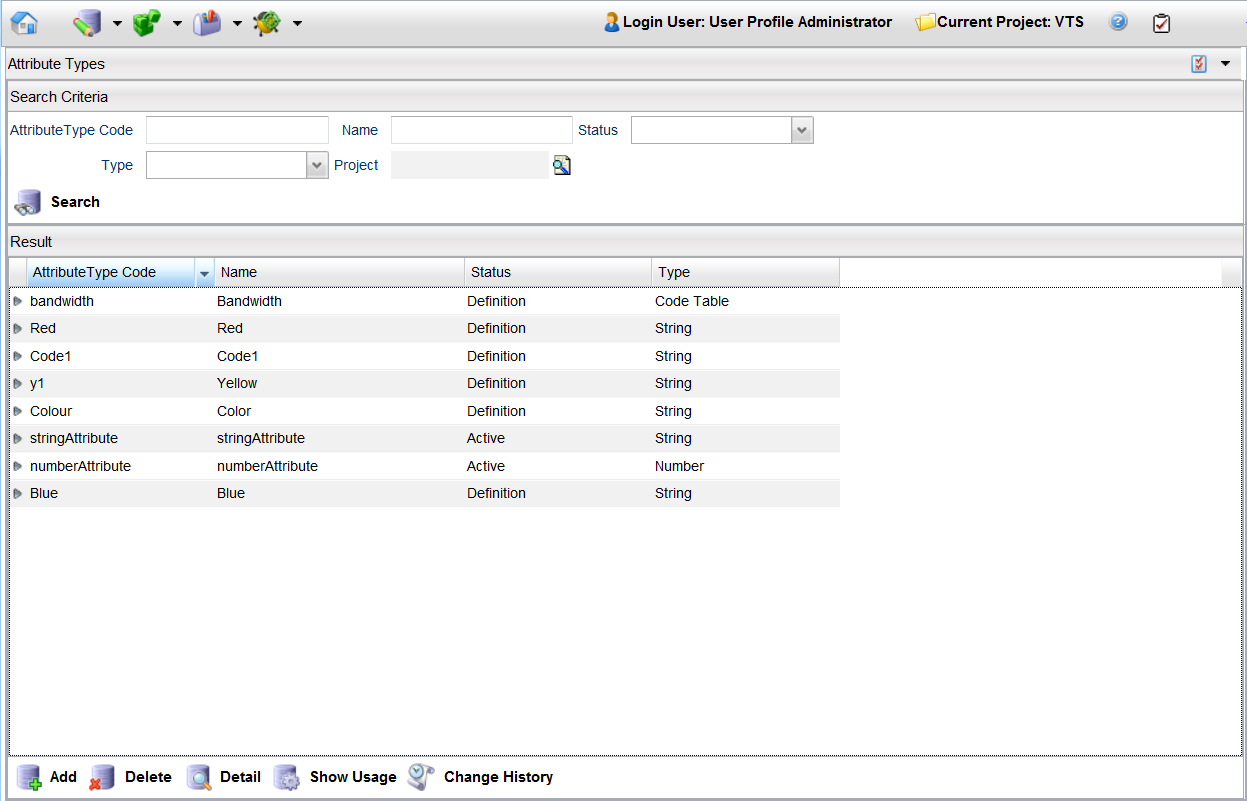 Login User: User Profile Administrator Current Project: VTS
Attribute Types
Search Criteria
AttributeType Code Name Status
Type Project
Search
Result
AttributeType Code Name Status Type
bandwidth Bandwidth Definition Code Table
Red Red Definition String
Code1 Code1 Definition String
y1 Yellow Definition String
Colour Color Definition String
stringAttribute stringAttribute Active String
numberAttribute numberAttribute Active Number
Blue Blue Definition String
Add Delete Detail Show Usage Change History